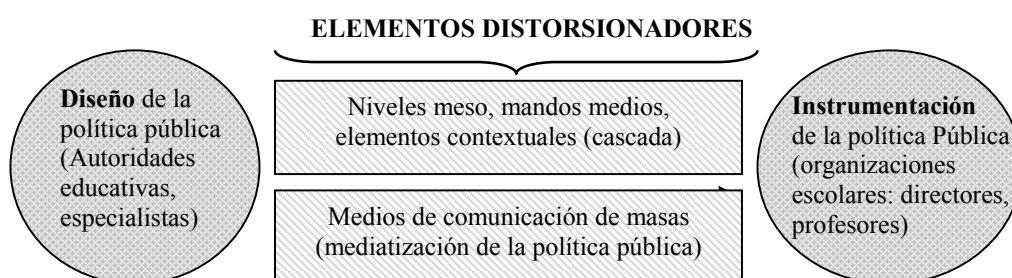 ELEMENTOS DISTORSIONADORES
Diseño de la
política pública
(Autoridades
educativas,
especialistas)
Niveles meso, mandos medios,
elementos contextuales (cascada)
Medios de comunicación de masas
(mediatización de la política pública)
Instrumentación
de la política Pública
(organizaciones
escolares: directores,
profesores)